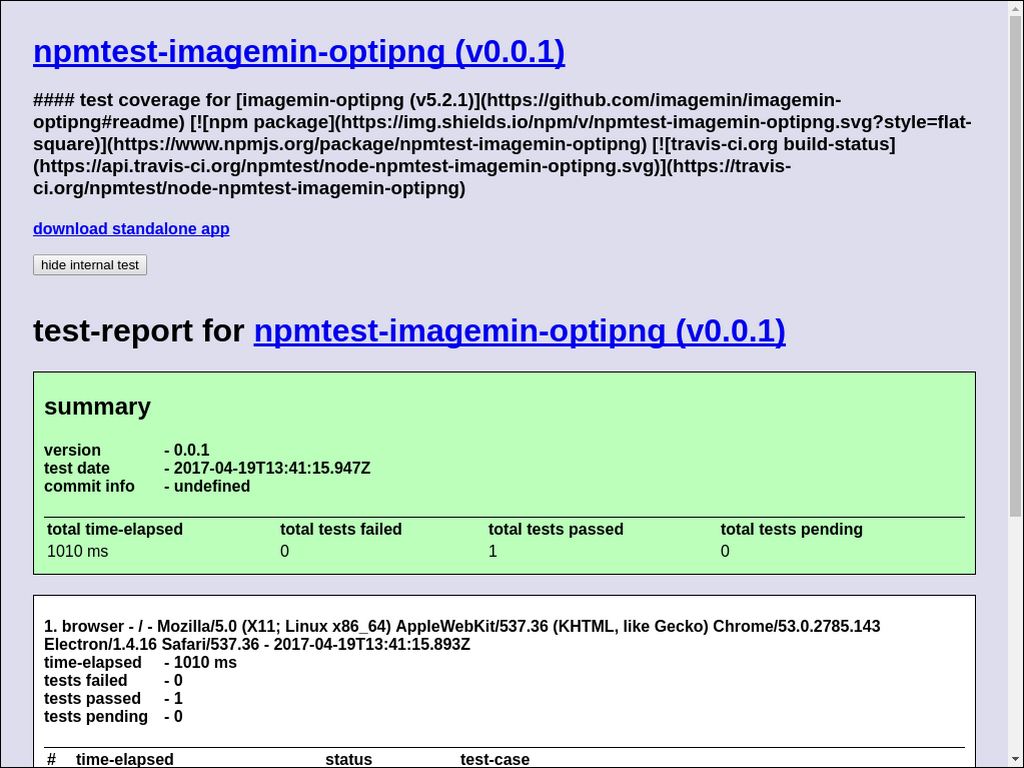 npmtest-imagemin-optipng (v0.0.1)
#### test coverage for [imagemin-optipng (v5.2.1)](https://github.com/imagemin/imagemin-
optipng#readme) [![npm package](https://img.shields.io/npm/v/npmtest-imagemin-optipng.svg?style=flat-
square)](https://www.npmjs.org/package/npmtest-imagemin-optipng) [![travis-ci.org build-status]
(https://api.travis-ci.org/npmtest/node-npmtest-imagemin-optipng.svg)](https://travis-
ci.org/npmtest/node-npmtest-imagemin-optipng)
download standalone app
hide internal test
test-report for npmtest-imagemin-optipng (v0.0.1)
summary
version - 0.0.1
test date - 2017-04-19T13:41:15.947Z
commit info - undefined
total time-elapsed total tests failed total tests passed total tests pending
1010 ms 0 1 0
1. browser - / - Mozilla/5.0 (X11; Linux x86_64) AppleWebKit/537.36 (KHTML, like Gecko) Chrome/53.0.2785.143
Electron/1.4.16 Safari/537.36 - 2017-04-19T13:41:15.893Z
time-elapsed - 1010 ms
tests failed - 0
tests passed - 1
tests pending - 0
# time-elapsed status test-case